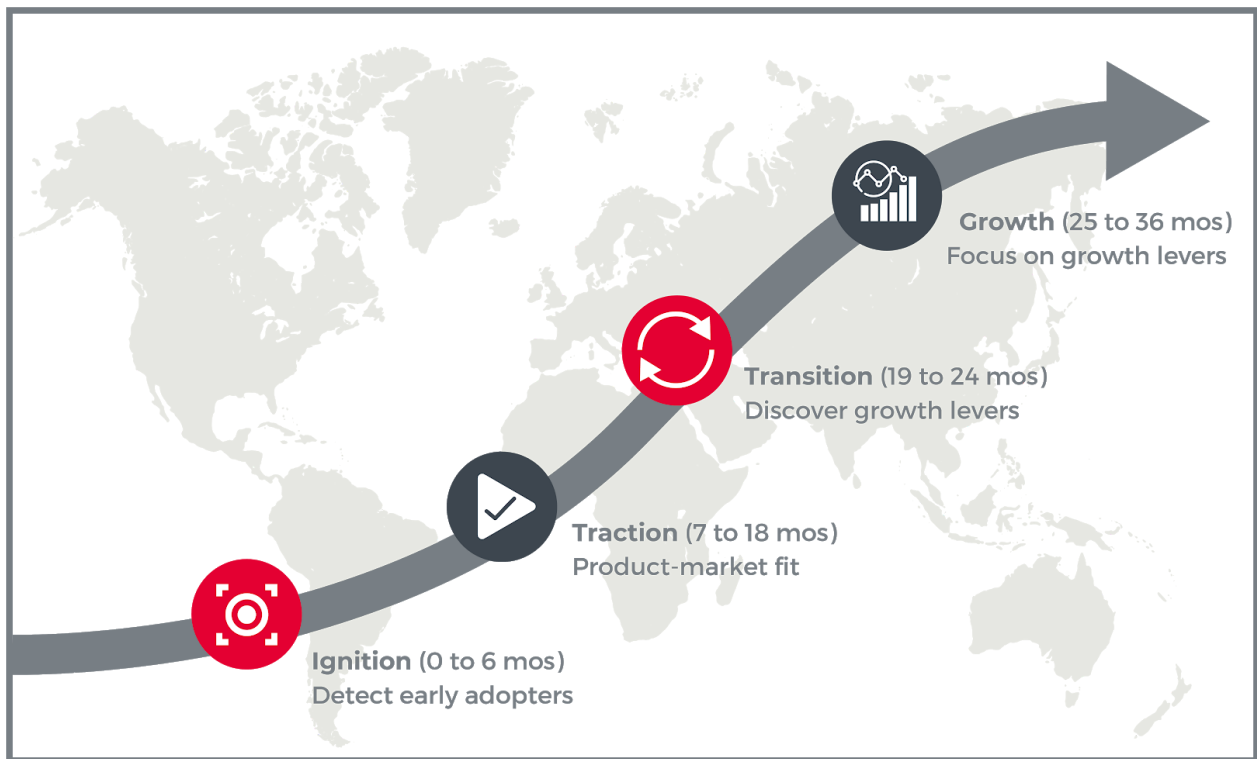 Growth (25 to 36 mos)
Focus on growth levers
Transition (19 to 24 mos)
Discover growth levers
Traction (7 to 18 mos)
Product-market fit
Ignition (0 to 6 mos)
Detect early adopters